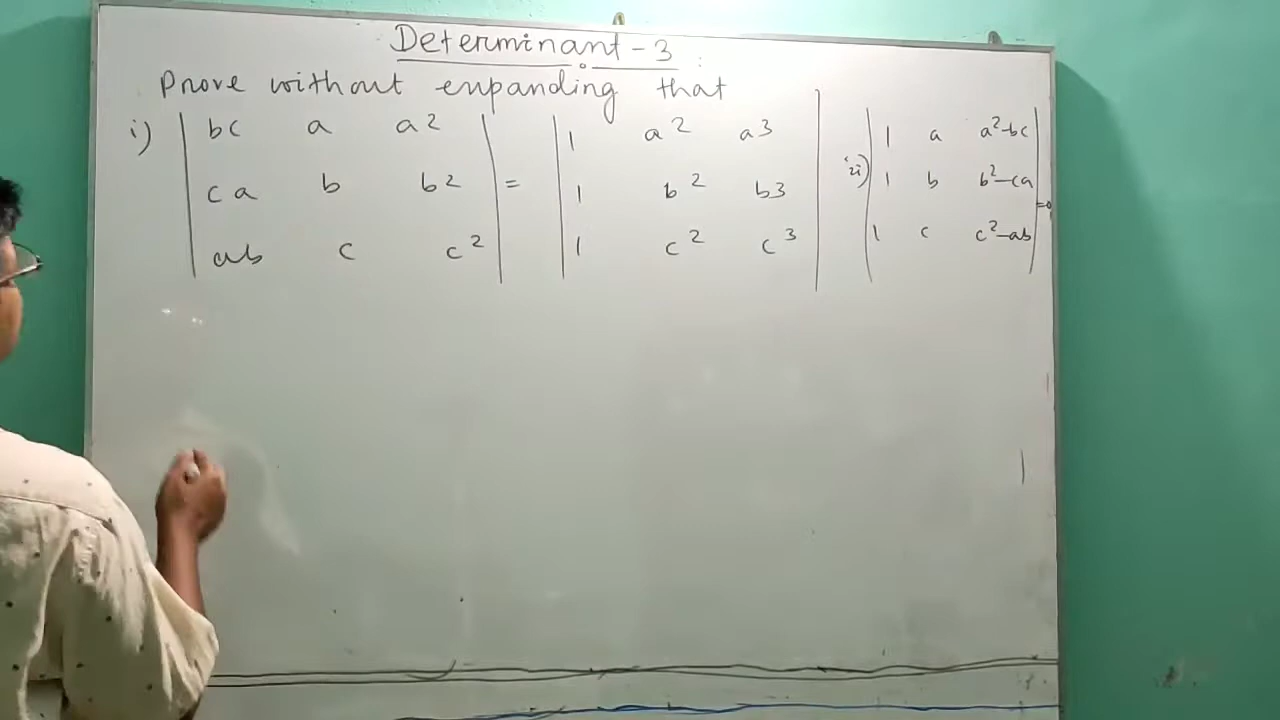 Determinant - 3
Prove without enpanding that
i) | bc a a2 | = | 1 a2 a3 | ii) | 1 a a2-bc |
| ca b b2 | = | 1 b2 b3 | | 1 b b2-ca | =0
| ab c c2 | | 1 c2 c3 | | 1 c c2-ab |